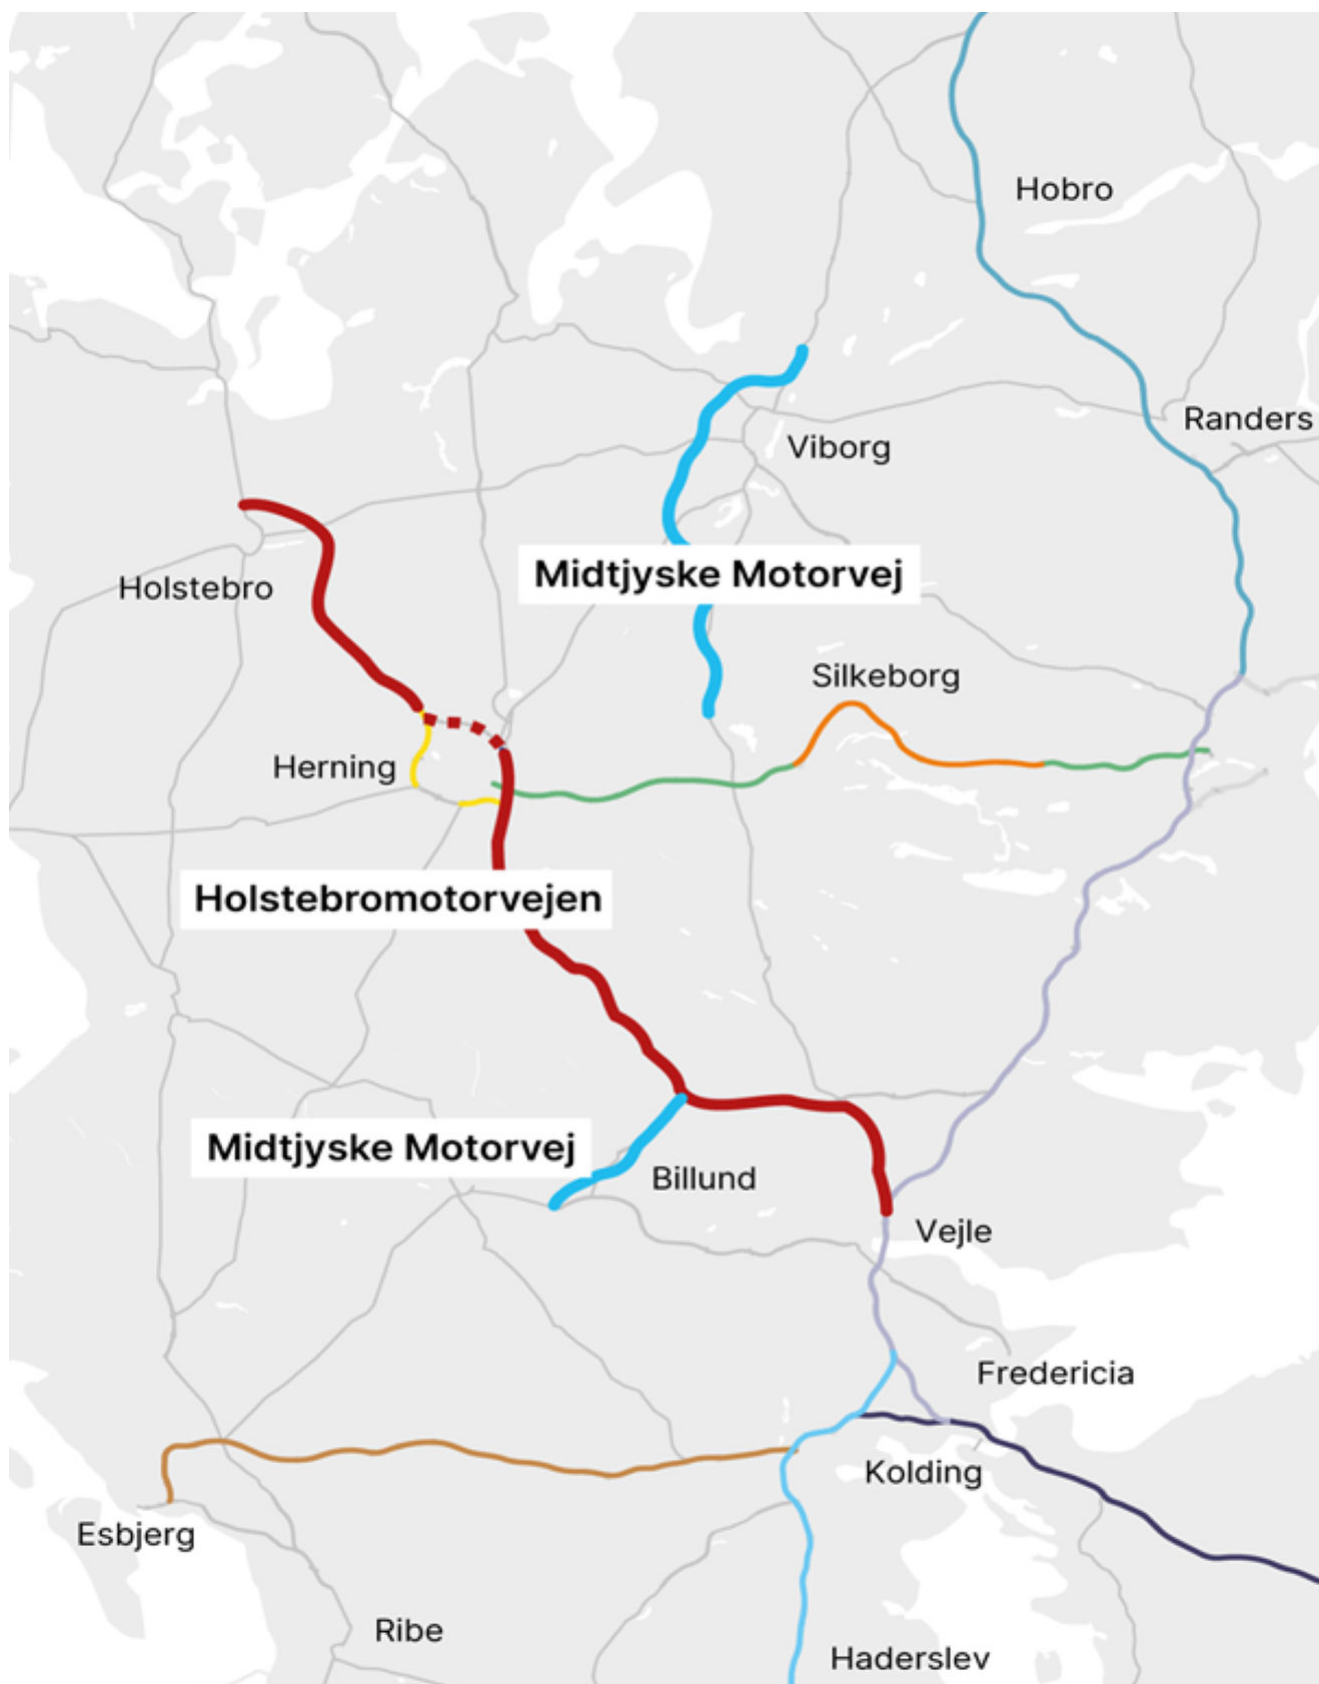 Hobro
Randers
Viborg
Midtjyske Motorvej
Holstebro
Silkeborg
Herning
Holstebromotorvejen
Midtjyske Motorvej
Billund
Vejle
Fredericia
Kolding
Esbjerg
Ribe
Haderslev